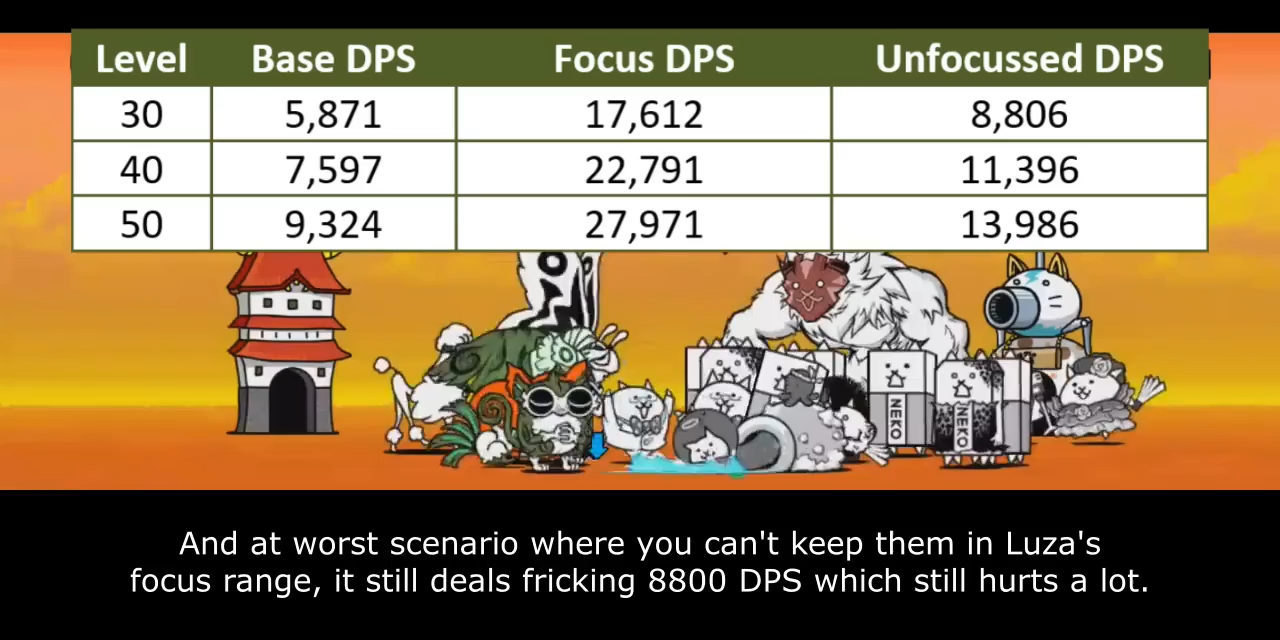 Level Base DPS Focus DPS Unfocussed DPS
30 5,871 17,612 8,806
40 7,597 22,791 11,396
50 9,324 27,971 13,986
NEKO
NEKO
And at worst scenario where you can't keep them in Luza's
focus range, it still deals fricking 8800 DPS which still hurts a lot.